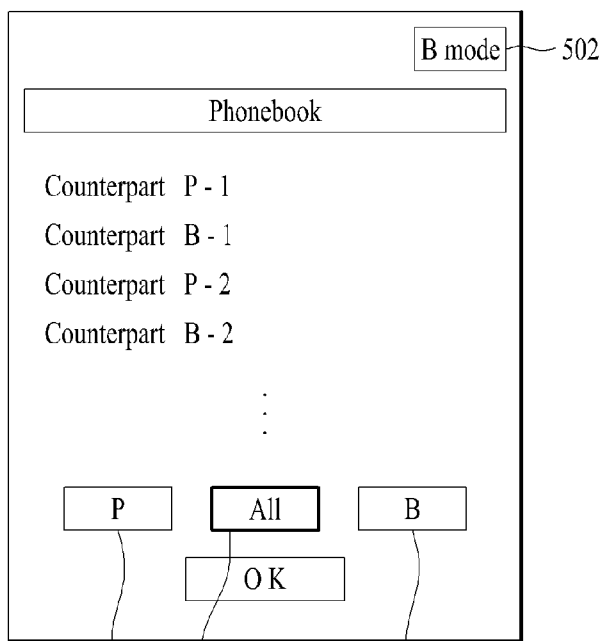 B mode 502
Phonebook
Counterpart P - 1
Counterpart B - 1
Counterpart P - 2
Counterpart B - 2
P All B
OK